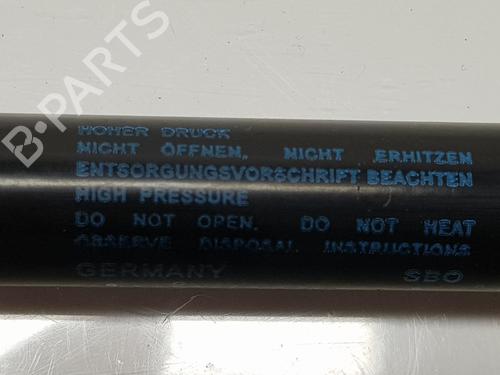 B-PARTS
HOHER DRUCK
NICHT ÖFFNEN, NICHT ERHITZEN
ENTSORGUNGSVORSCHRIFT BEACHTEN
HIGH PRESSURE
DO NOT OPEN. DO NOT HEAT
OBSERVE DISPOSAL INSTRUCTIONS
GERMANY SBO